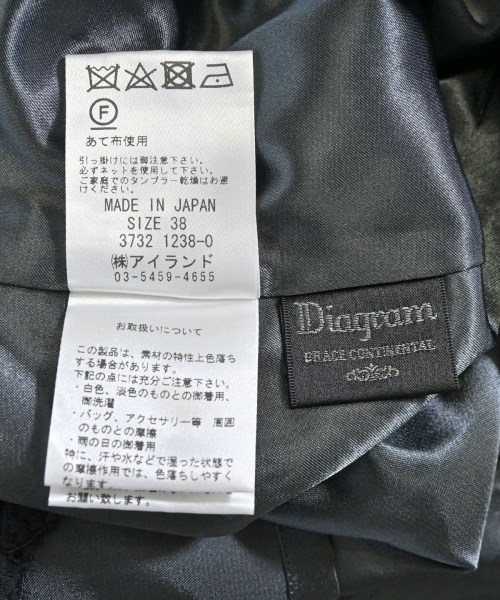 F
あて布使用
引っ掛けには御注意下さい。
必ずネットを使用して下さい。
ご家庭でのタンブラー乾燥はお避
けください。
MADE IN JAPAN
SIZE 38
3732 1238-0
㈱アイランド
03-5459-4655
お取扱いについて
この製品は、素材の特性上色落ち
する場合があります。
下記の点には充分ご注意下さい。
・白色、淡色のものとの御着用、
御洗濯
・バッグ、アクセサリー等 周囲
のものとの摩擦
・雨の日の御着用
特に、汗や水などで湿った状態で
の摩擦作用では、色落ちしやすく
なります。
願い致します。
Diagram
GRACE CONTINENTAL